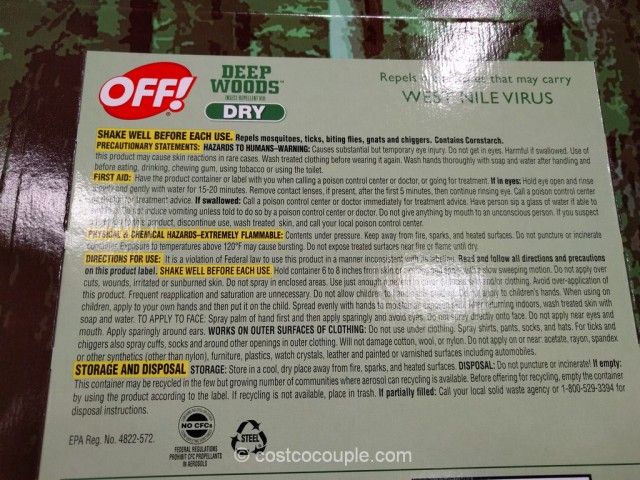 OFF!
DEEP
WOODS
INSECT REPELLENT VIII
DRY
Repels that may carry
WEST NILE VIRUS
SHAKE WELL BEFORE EACH USE. Repels mosquitoes, ticks, biting flies, gnats and chiggers. Contains Cornstarch.
PRECAUTIONARY STATEMENTS: HAZARDS TO HUMANS–WARNING: Causes substantial but temporary eye injury. Do not get in eyes. Harmful if swallowed. Use of
this product may cause skin reactions in rare cases. Wash treated clothing before wearing it again. Wash hands thoroughly with soap and water after handling and
before eating, drinking, chewing gum, using tobacco or using the toilet.
FIRST AID: Have the product container or label with you when calling a poison control center or doctor, or going for treatment. If in eyes: Hold eye open and rinse
slowly and gently with water for 15-20 minutes. Remove contact lenses, if present, after the first 5 minutes, then continue rinsing eye. Call a poison control center
or doctor for treatment advice. If swallowed: Call a poison control center or doctor immediately for treatment advice. Have person sip a glass of water if able to
Do not induce vomiting unless told to do so by a poison control center or doctor. Do not give anything by mouth to an unconscious person. If you suspect
product, discontinue use, wash treated skin, and call your local poison control center.
PHYSICAL & CHEMICAL HAZARDS–EXTREMELY FLAMMABLE: Contents under pressure. Keep away from fire, sparks, and heated surfaces. Do not puncture or incinerate
container. Exposure to temperatures above 120°F may cause bursting. Do not expose treated surfaces near fire or flame until dry.
DIRECTIONS FOR USE: It is a violation of Federal law to use this product in a manner inconsistent with its labeling. Read and follow all directions and precautions
on this product label. SHAKE WELL BEFORE EACH USE. Hold container 6 to 8 inches from skin or clothing slow sweeping motion. Do not apply over
cuts, wounds, irritated or sunburned skin. Do not spray in enclosed areas. Use just enough to cover and/or clothing. Avoid over-application of
this product. Frequent reapplication and saturation are unnecessary. Do not allow children to apply to children's hands. When using on
children, apply to your own hands and then put it on the child. Spread evenly with hands to After returning indoors, wash treated skin with
soap and water. TO APPLY TO FACE: Spray palm of hand first and then apply sparingly and avoid eyes. Do not spray directly onto face. Do not apply near eyes and
mouth. Apply sparingly around ears. WORKS ON OUTER SURFACES OF CLOTHING: Do not use under clothing. Spray shirts, pants, socks, and hats. For ticks and
chiggers also spray cuffs, socks and around other openings in outer clothing. Will not damage cotton, wool, or nylon. Do not apply on or near: acetate, rayon, spandex
or other synthetics (other than nylon), furniture, plastics, watch crystals, leather and painted or varnished surfaces including automobiles.
STORAGE AND DISPOSAL STORAGE: Store in a cool, dry place away from fire, sparks, and heated surfaces. DISPOSAL: Do not puncture or incinerate! If empty:
This container may be recycled in the few but growing number of communities where aerosol can recycling is available. Before offering for recycling, empty the container
by using the product according to the label. If recycling is not available, place in trash. If partially filled: Call your local solid waste agency or 1-800-529-3394 for
disposal instructions.
EPA Reg. No. 4822-572.
NO CFCs
FEDERAL REGULATIONS
PROHIBIT CFC PROPELLANTS
IN AEROSOLS
STEEL
© costcocouple.com